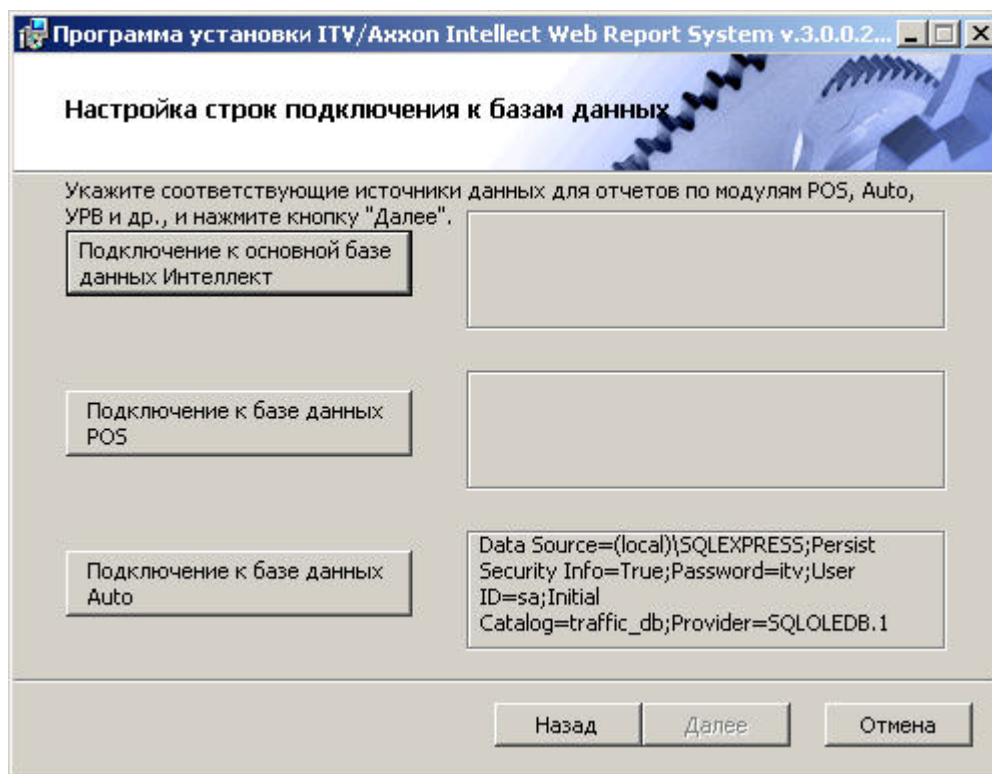 Программа установки ITV/Axxon Intellect Web Report System v.3.0.0.2...
Настройка строк подключения к базам данных
Укажите соответствующие источники данных для отчетов по модулям POS, Auto,
УРВ и др., и нажмите кнопку "Далее".
Подключение к основной базе
данных Интеллект
Подключение к базе данных
POS
Подключение к базе данных
Auto
Data Source=(local)\SQLEXPRESS;Persist
Security Info=True;Password=itv;User
ID=sa;Initial
Catalog=traffic_db;Provider=SQLOLEDB.1
Назад
Далее
Отмена